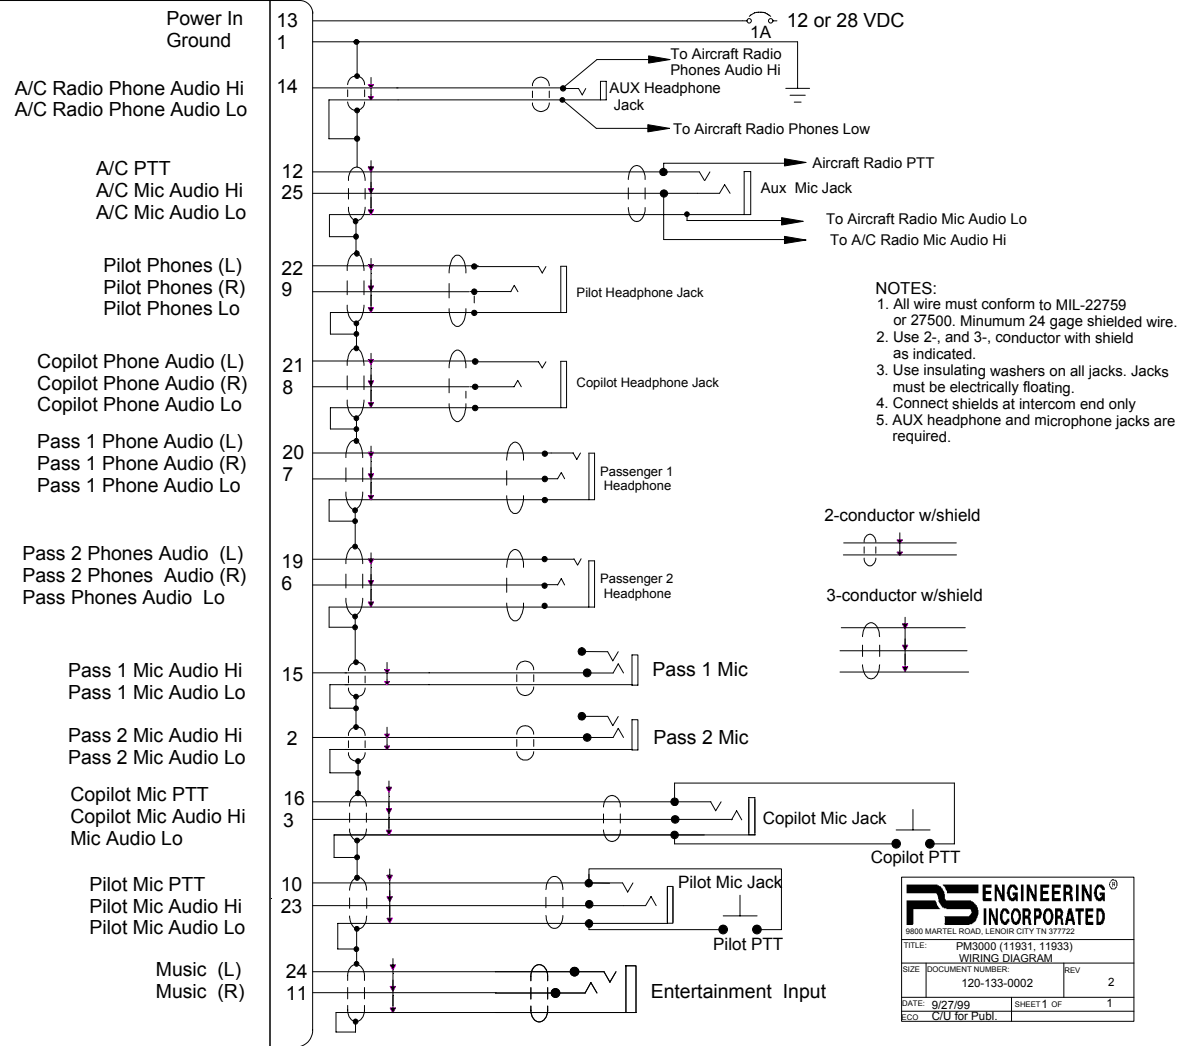 Power In 13 12 or 28 VDC
1A
Ground 1
To Aircraft Radio
Phones Audio Hi
A/C Radio Phone Audio Hi 14 AUX Headphone
Jack
A/C Radio Phone Audio Lo
To Aircraft Radio Phones Low
A/C PTT 12 Aircraft Radio PTT
A/C Mic Audio Hi 25 Aux Mic Jack
A/C Mic Audio Lo
To Aircraft Radio Mic Audio Lo
To A/C Radio Mic Audio Hi
Pilot Phones (L) 22
Pilot Phones (R) 9 Pilot Headphone Jack
Pilot Phones Lo
Copilot Phone Audio (L) 21
Copilot Phone Audio (R) 8 Copilot Headphone Jack
Copilot Phone Audio Lo
Pass 1 Phone Audio (L) 20
Pass 1 Phone Audio (R) 7 Passenger 1
Headphone
Pass 1 Phone Audio Lo
Pass 2 Phones Audio (L) 19
Pass 2 Phones Audio (R) 6 Passenger 2
Headphone
Pass Phones Audio Lo
Pass 1 Mic Audio Hi 15 Pass 1 Mic
Pass 1 Mic Audio Lo
Pass 2 Mic Audio Hi 2 Pass 2 Mic
Pass 2 Mic Audio Lo
Copilot Mic PTT 16
Copilot Mic Audio Hi 3 Copilot Mic Jack
Mic Audio Lo
Copilot PTT
Pilot Mic PTT 10 Pilot Mic Jack
Pilot Mic Audio Hi 23
Pilot Mic Audio Lo
Pilot PTT
Music (L) 24
Music (R) 11 Entertainment Input
NOTES:
1. All wire must conform to MIL-22759
or 27500. Minumum 24 gage shielded wire.
2. Use 2-, and 3-, conductor with shield
as indicated.
3. Use insulating washers on all jacks. Jacks
must be electrically floating.
4. Connect shields at intercom end only
5. AUX headphone and microphone jacks are
required.
2-conductor w/shield
3-conductor w/shield
PS ENGINEERING ®
INCORPORATED
9800 MARTEL ROAD, LENOIR CITY TN 377722
TITLE: PM3000 (11931, 11933)
WIRING DIAGRAM
SIZE DOCUMENT NUMBER: REV
120-133-0002 2
DATE: 9/27/99 SHEET 1 OF 1
ECO C/U for Publ.